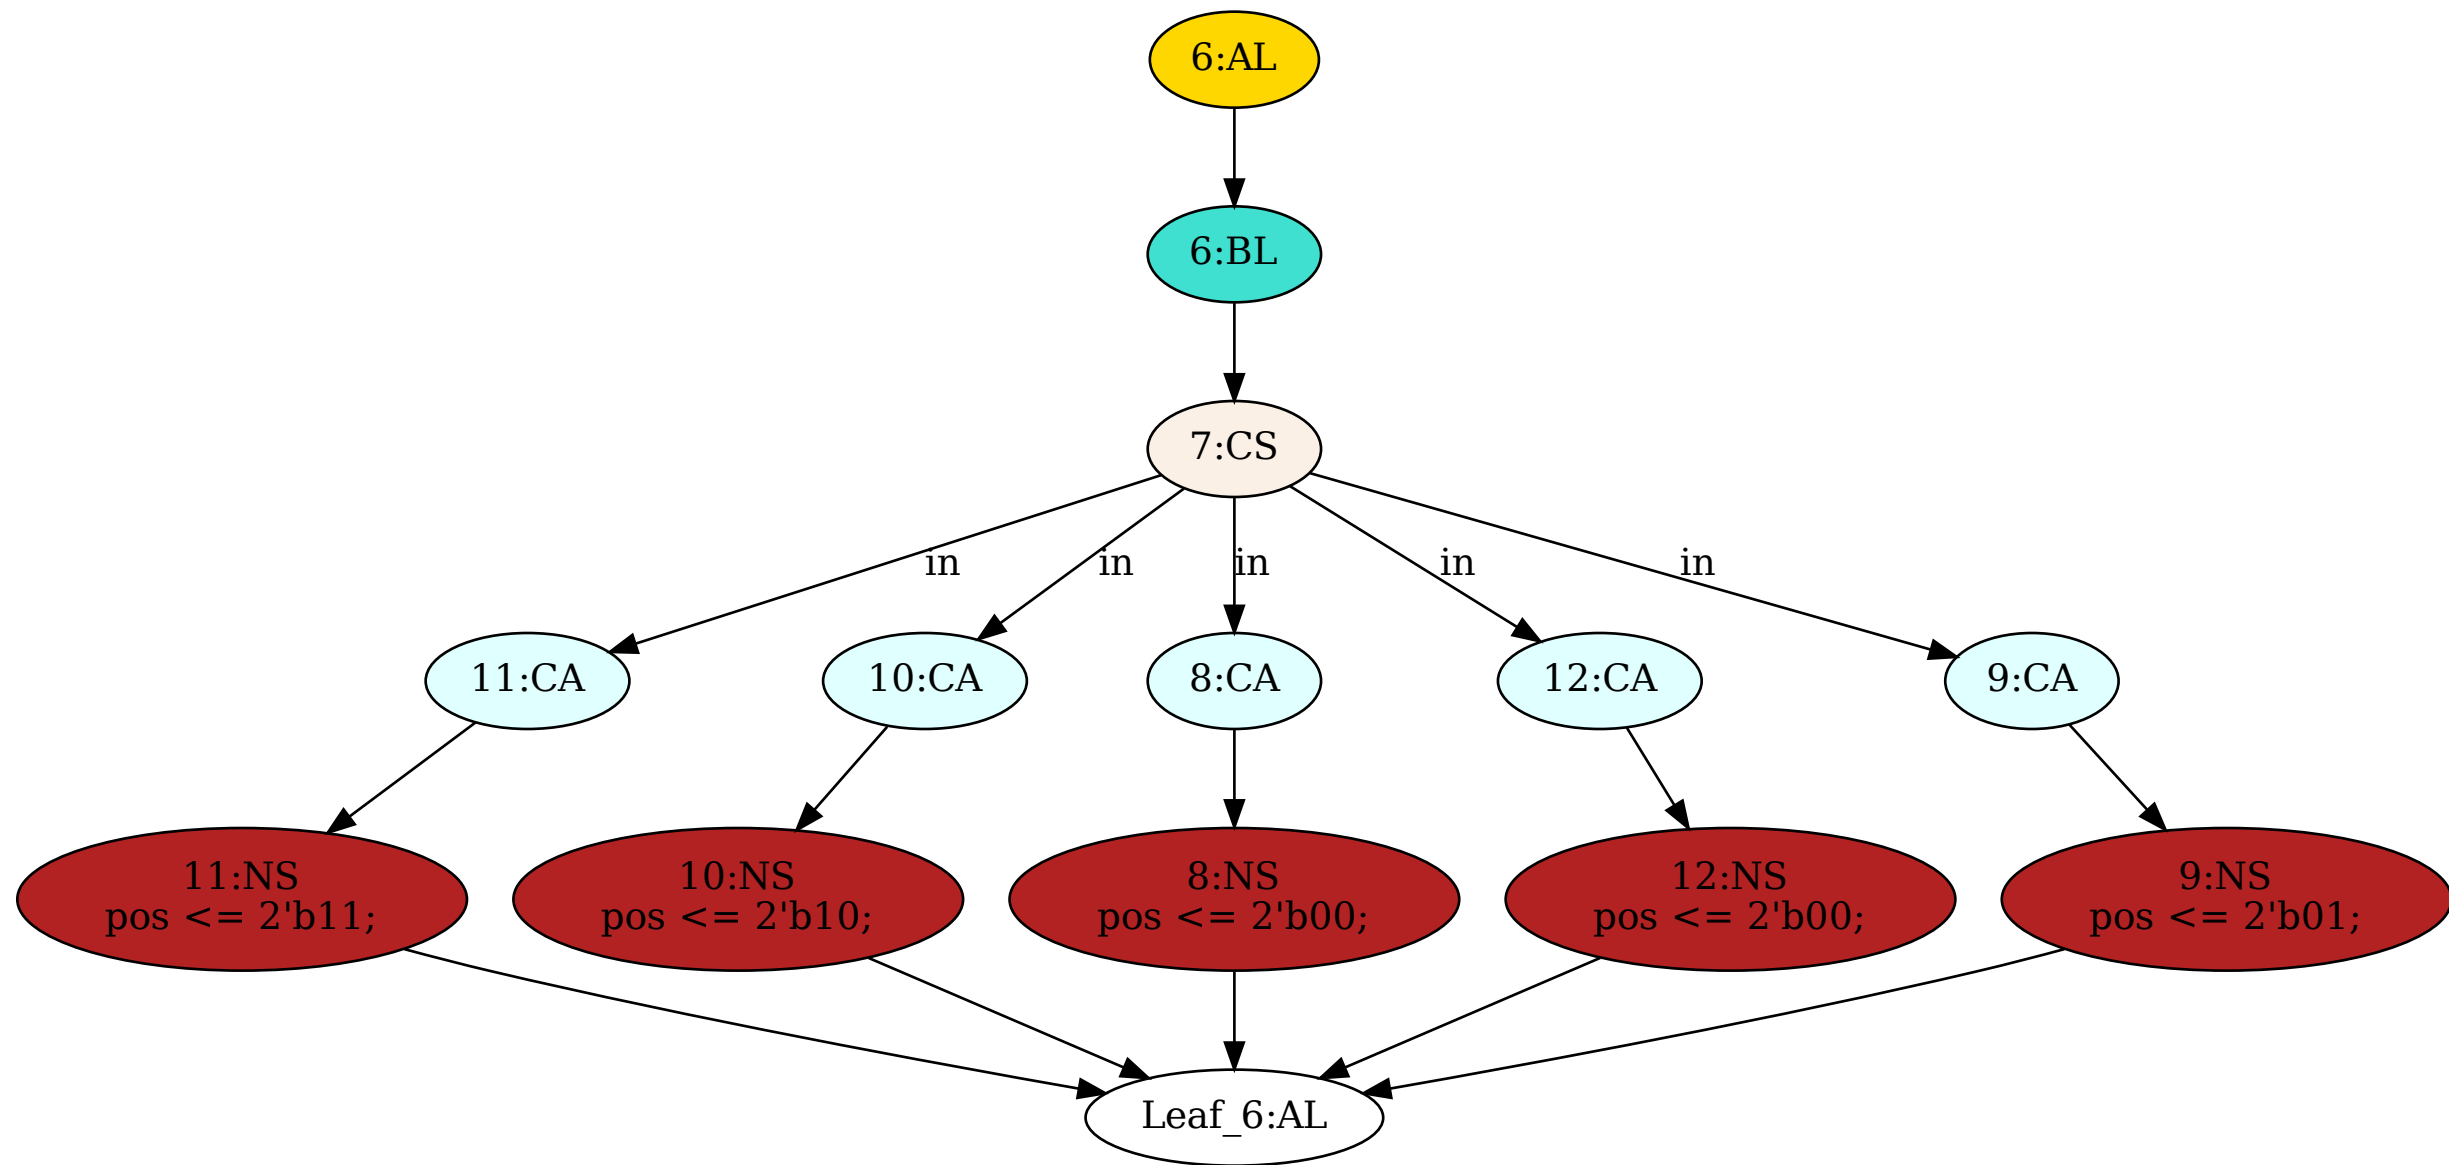 6:AL
6:BL
7:CS
in
in
in
in
in
11:CA
10:CA
8:CA
12:CA
9:CA
11:NS
pos <= 2'b11;
10:NS
pos <= 2'b10;
8:NS
pos <= 2'b00;
12:NS
pos <= 2'b00;
9:NS
pos <= 2'b01;
Leaf_6:AL